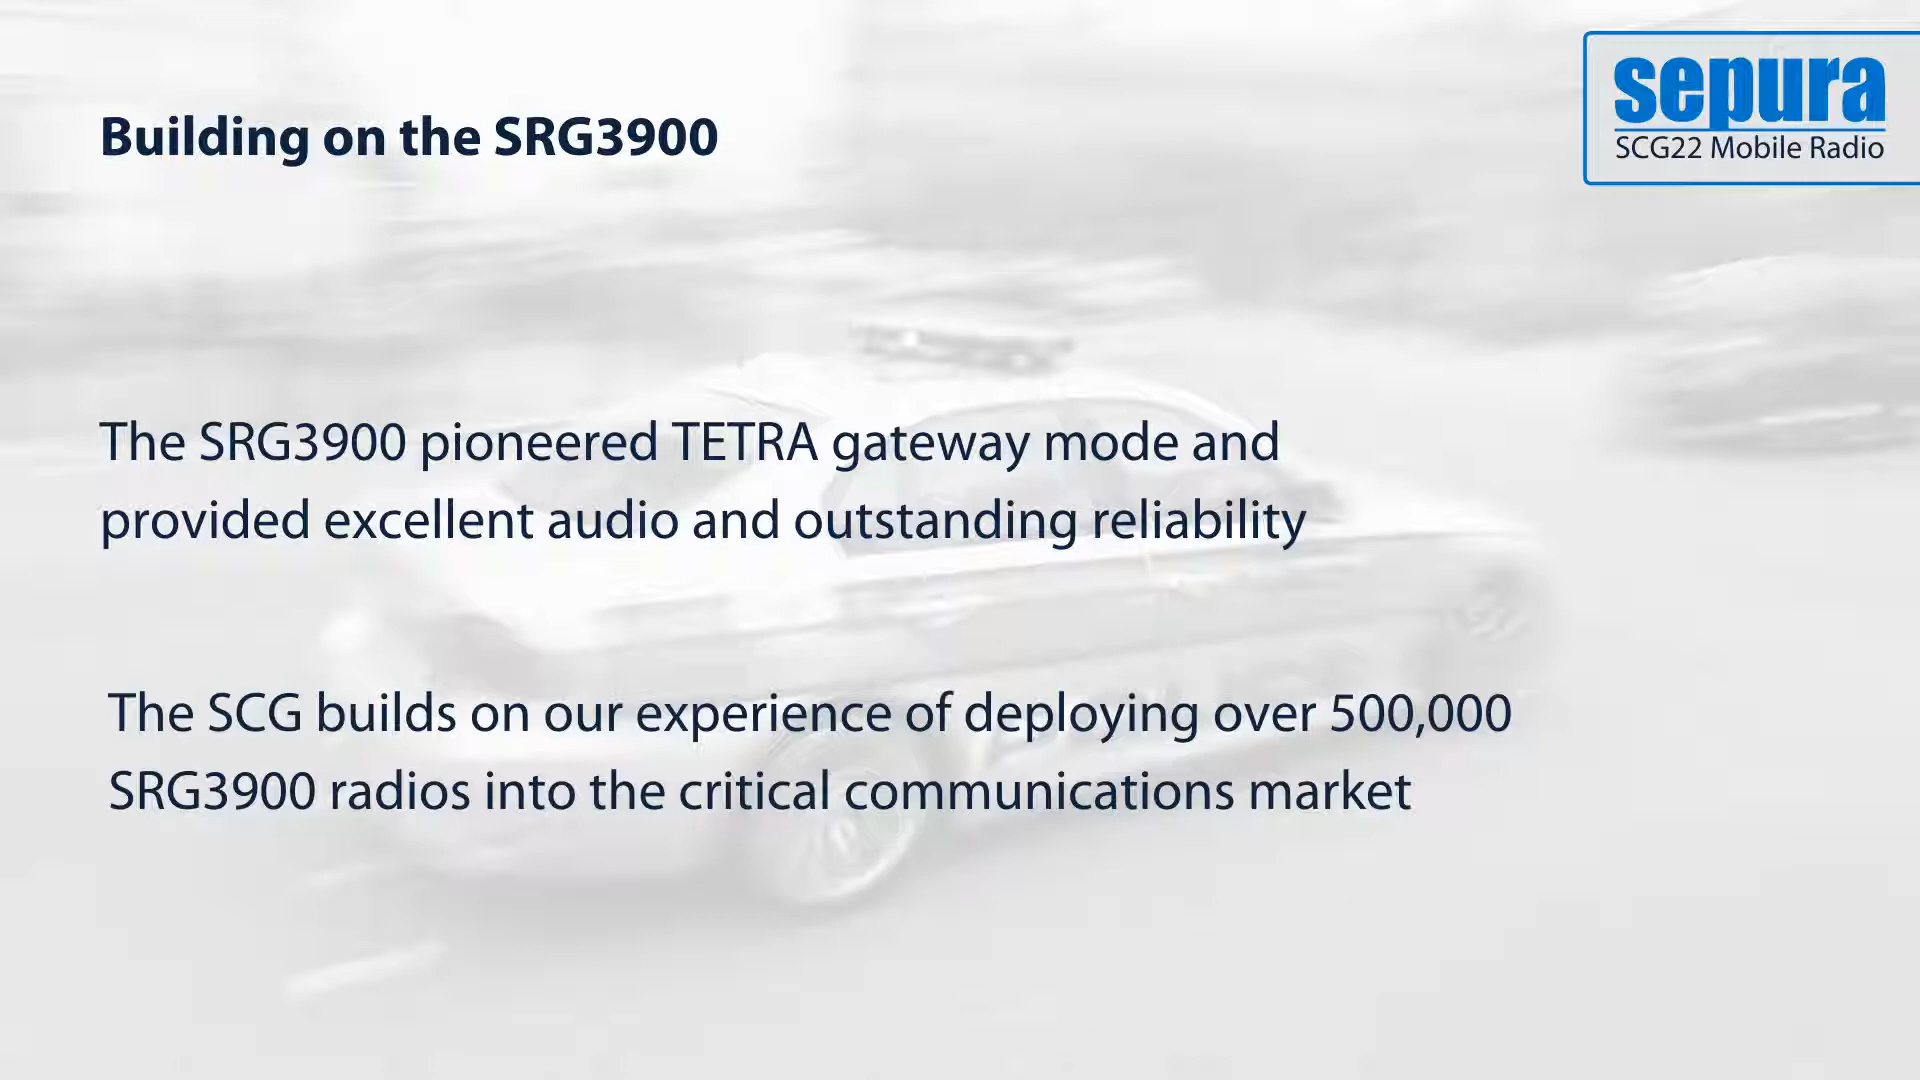 Building on the SRG3900
sepura
SCG22 Mobile Radio
The SRG3900 pioneered TETRA gateway mode and
provided excellent audio and outstanding reliability
The SCG builds on our experience of deploying over 500,000
SRG3900 radios into the critical communications market